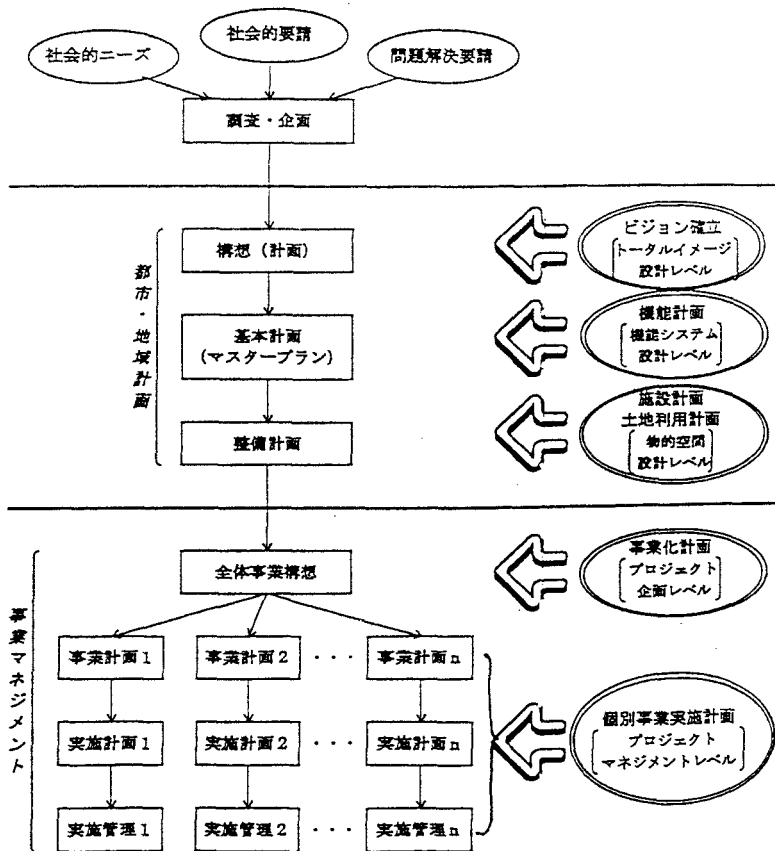 社会的ニーズ
社会的要請
問題解決要請
調査・企画
都市・地域計画
構想(計画)
基本計画
(マスタープラン)
整備計画
ビジョン確立
トータルイメージ
設計レベル
機能計画
機能システム
設計レベル
施設計画
土地利用計画
物的空間
設計レベル
事業マネジメント
全体事業構想
事業化計画
プロジェクト
企画レベル
事業計画1 事業計画2 ・・・ 事業計画n
実施計画1 実施計画2 ・・・ 実施計画n
実施管理1 実施管理2 ・・・ 実施管理n
個別事業実施計画
プロジェクト
マネジメントレベル